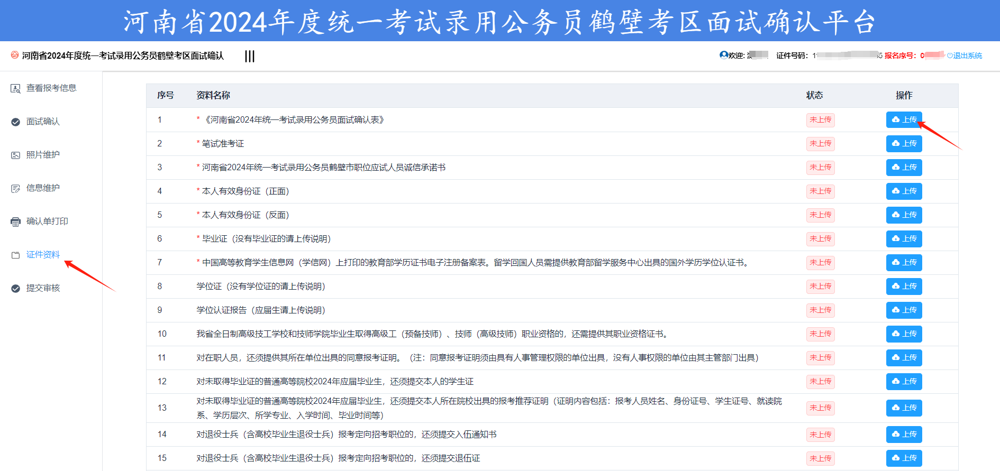 河南省2024年度统一考试录用公务员鹤壁考区面试确认平台
河南省2024年度统一考试录用公务员鹤壁考区面试确认
欢迎: 证件号码: 1 5 报名序号: 0 退出系统
查看报考信息
面试确认
照片维护
信息维护
确认单打印
证件资料
提交审核
序号 资料名称 状态 操作
1 * 《河南省2024年统一考试录用公务员面试确认表》 未上传 上传
2 * 笔试准考证 未上传 上传
3 * 河南省2024年统一考试录用公务员鹤壁市职位应试人员诚信承诺书 未上传 上传
4 * 本人有效身份证（正面） 未上传 上传
5 * 本人有效身份证（反面） 未上传 上传
6 * 毕业证（没有毕业证的请上传说明） 未上传 上传
7 * 中国高等教育学生信息网（学信网）上打印的教育部学历证书电子注册备案表。留学回国人员需提供教育部留学服务中心出具的国外学历学位认证书。 未上传 上传
8 学位证（没有学位证的请上传说明） 未上传 上传
9 学位认证报告（应届生请上传说明） 未上传 上传
10 我省全日制高级技工学校和技师学院毕业生取得高级工（预备技师）、技师（高级技师）职业资格的，还需提供其职业资格证书。 未上传 上传
11 对在职人员，还须提供其所在单位出具的同意报考证明。（注：同意报考证明须由具有人事管理权限的单位出具，没有人事权限的单位由其主管部门出具） 未上传 上传
12 对未取得毕业证的普通高等院校2024年应届毕业生，还须提交本人的学生证 未上传 上传
13 对未取得毕业证的普通高等院校2024年应届毕业生，还须提交本人所在院校出具的报考推荐证明（证明内容包括：报考人员姓名、身份证号、学生证号、就读院
系、学历层次、所学专业、入学时间、毕业时间等） 未上传 上传
14 对退役士兵（含高校毕业生退役士兵）报考定向招考职位的，还须提交入伍通知书 未上传 上传
15 对退役士兵（含高校毕业生退役士兵）报考定向招考职位的，还须提交退伍证 未上传 上传